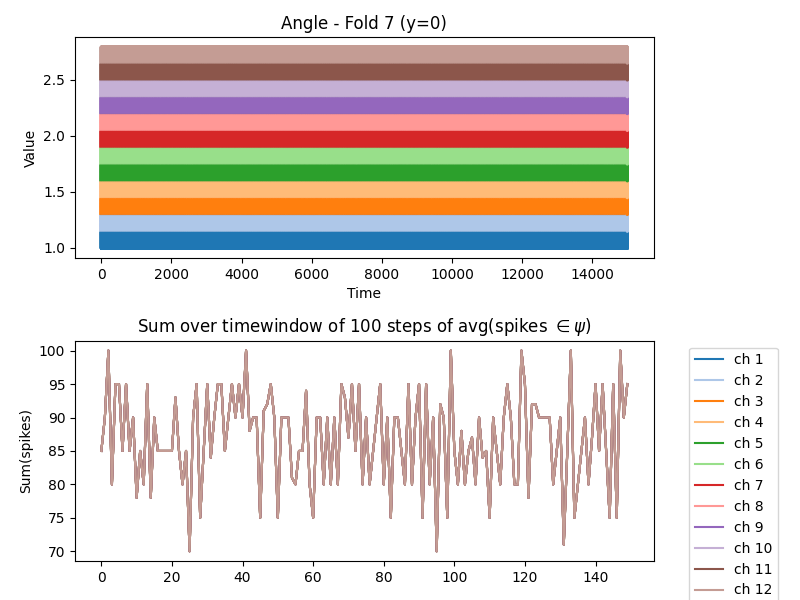 Angle - Fold 7 (y=0)
Value
2.5
2.0
1.5
1.0
0 2000 4000 6000 8000 10000 12000 14000
Time
Sum over timewindow of 100 steps of avg(spikes ∈ ψ)
Sum(spikes)
100
95
90
85
80
75
70
0 20 40 60 80 100 120 140
ch 1
ch 2
ch 3
ch 4
ch 5
ch 6
ch 7
ch 8
ch 9
ch 10
ch 11
ch 12